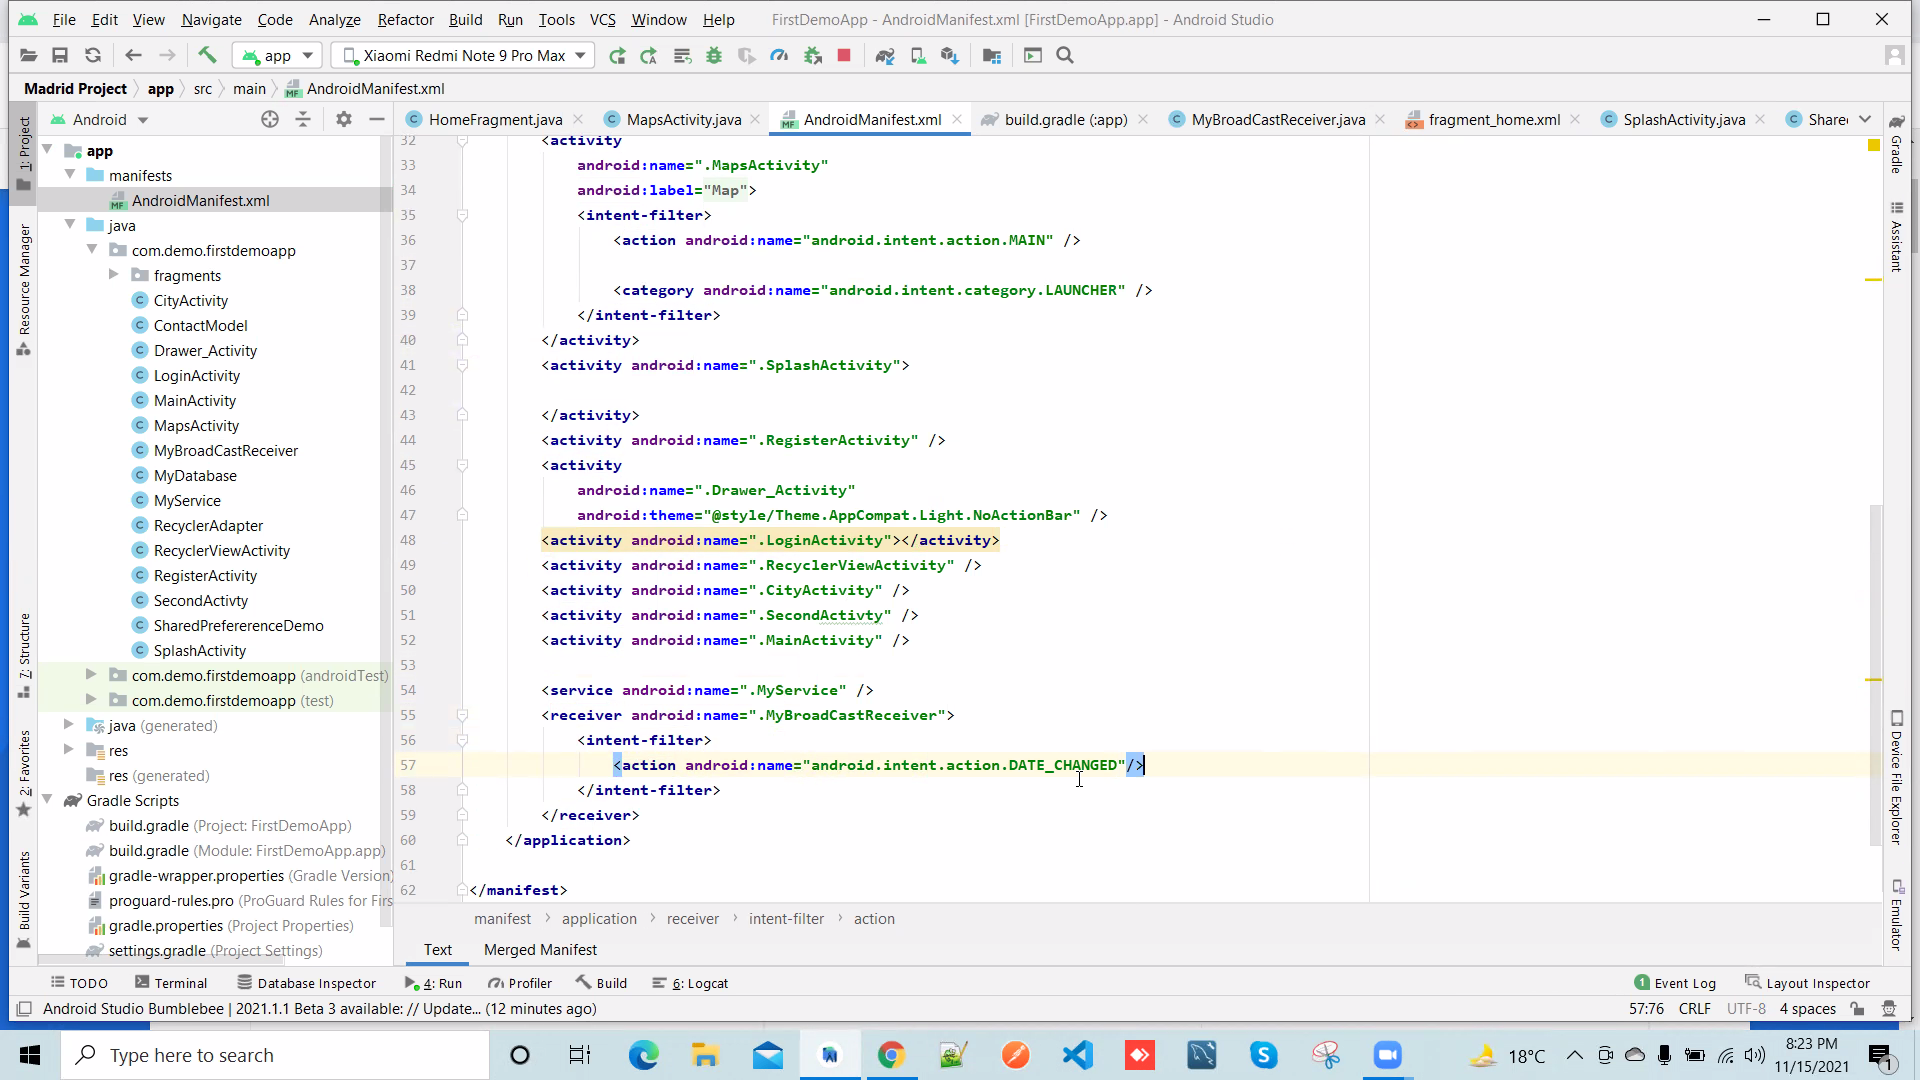 File Edit View Navigate Code Analyze Refactor Build Run Tools VCS Window Help FirstDemoApp - AndroidManifest.xml [FirstDemoApp.app] - Android Studio
app Xiaomi Redmi Note 9 Pro Max
Madrid Project app src main AndroidManifest.xml
Android HomeFragment.java MapsActivity.java AndroidManifest.xml build.gradle (:app) MyBroadCastReceiver.java fragment_home.xml SplashActivity.java Share
1: Project
Resource Manager
7: Structure
2: Favorites
Build Variants
app
manifests
AndroidManifest.xml
java
com.demo.firstdemoapp
fragments
CityActivity
ContactModel
Drawer_Activity
LoginActivity
MainActivity
MapsActivity
MyBroadCastReceiver
MyDatabase
MyService
RecyclerAdapter
RecyclerViewActivity
RegisterActivity
SecondActivty
SharedPrefererenceDemo
SplashActivity
com.demo.firstdemoapp (androidTest)
com.demo.firstdemoapp (test)
java (generated)
res
res (generated)
Gradle Scripts
build.gradle (Project: FirstDemoApp)
build.gradle (Module: FirstDemoApp.app)
gradle-wrapper.properties (Gradle Version)
proguard-rules.pro (ProGuard Rules for Firs
gradle.properties (Project Properties)
settings.gradle (Project Settings)
32 <activity
33 android:name=".MapsActivity"
34 android:label="Map">
35 <intent-filter>
36 <action android:name="android.intent.action.MAIN" />
37
38 <category android:name="android.intent.category.LAUNCHER" />
39 </intent-filter>
40 </activity>
41 <activity android:name=".SplashActivity">
42
43 </activity>
44 <activity android:name=".RegisterActivity" />
45 <activity
46 android:name=".Drawer_Activity"
47 android:theme="@style/Theme.AppCompat.Light.NoActionBar" />
48 <activity android:name=".LoginActivity"></activity>
49 <activity android:name=".RecyclerViewActivity" />
50 <activity android:name=".CityActivity" />
51 <activity android:name=".SecondActivty" />
52 <activity android:name=".MainActivity" />
53
54 <service android:name=".MyService" />
55 <receiver android:name=".MyBroadCastReceiver">
56 <intent-filter>
57 <action android:name="android.intent.action.DATE_CHANGED"/>
58 </intent-filter>
59 </receiver>
60 </application>
61
62 </manifest>
manifest application receiver intent-filter action
Text Merged Manifest
Gradle
Assistant
Device File Explorer
Emulator
TODO Terminal Database Inspector 4: Run Profiler Build 6: Logcat 1 Event Log Layout Inspector
Android Studio Bumblebee | 2021.1.1 Beta 3 available: // Update... (12 minutes ago) 57:76 CRLF UTF-8 4 spaces
Type here to search 18°C 8:23 PM
11/15/2021 1